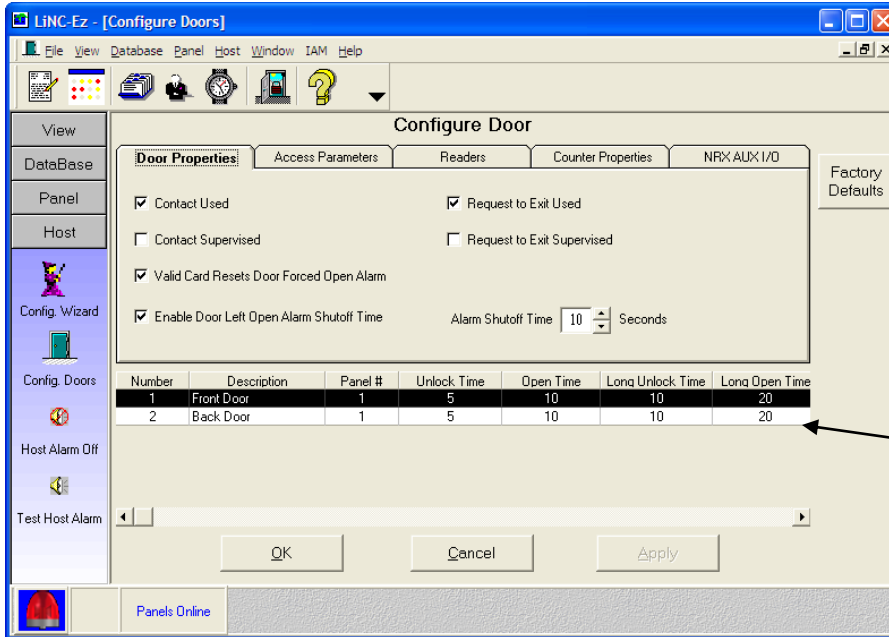 LiNC-Ez - [Configure Doors]
File View Database Panel Host Window IAM Help
View
DataBase
Panel
Host
Config. Wizard
Config. Doors
Host Alarm Off
Test Host Alarm
Configure Door
Door Properties Access Parameters Readers Counter Properties NRX AUX I/O
Factory
Defaults
Contact Used Request to Exit Used
Contact Supervised Request to Exit Supervised
Valid Card Resets Door Forced Open Alarm
Enable Door Left Open Alarm Shutoff Time Alarm Shutoff Time 10 Seconds
Number Description Panel # Unlock Time Open Time Long Unlock Time Long Open Time
1 Front Door 1 5 10 10 20
2 Back Door 1 5 10 10 20
OK Cancel Apply
Panels Online